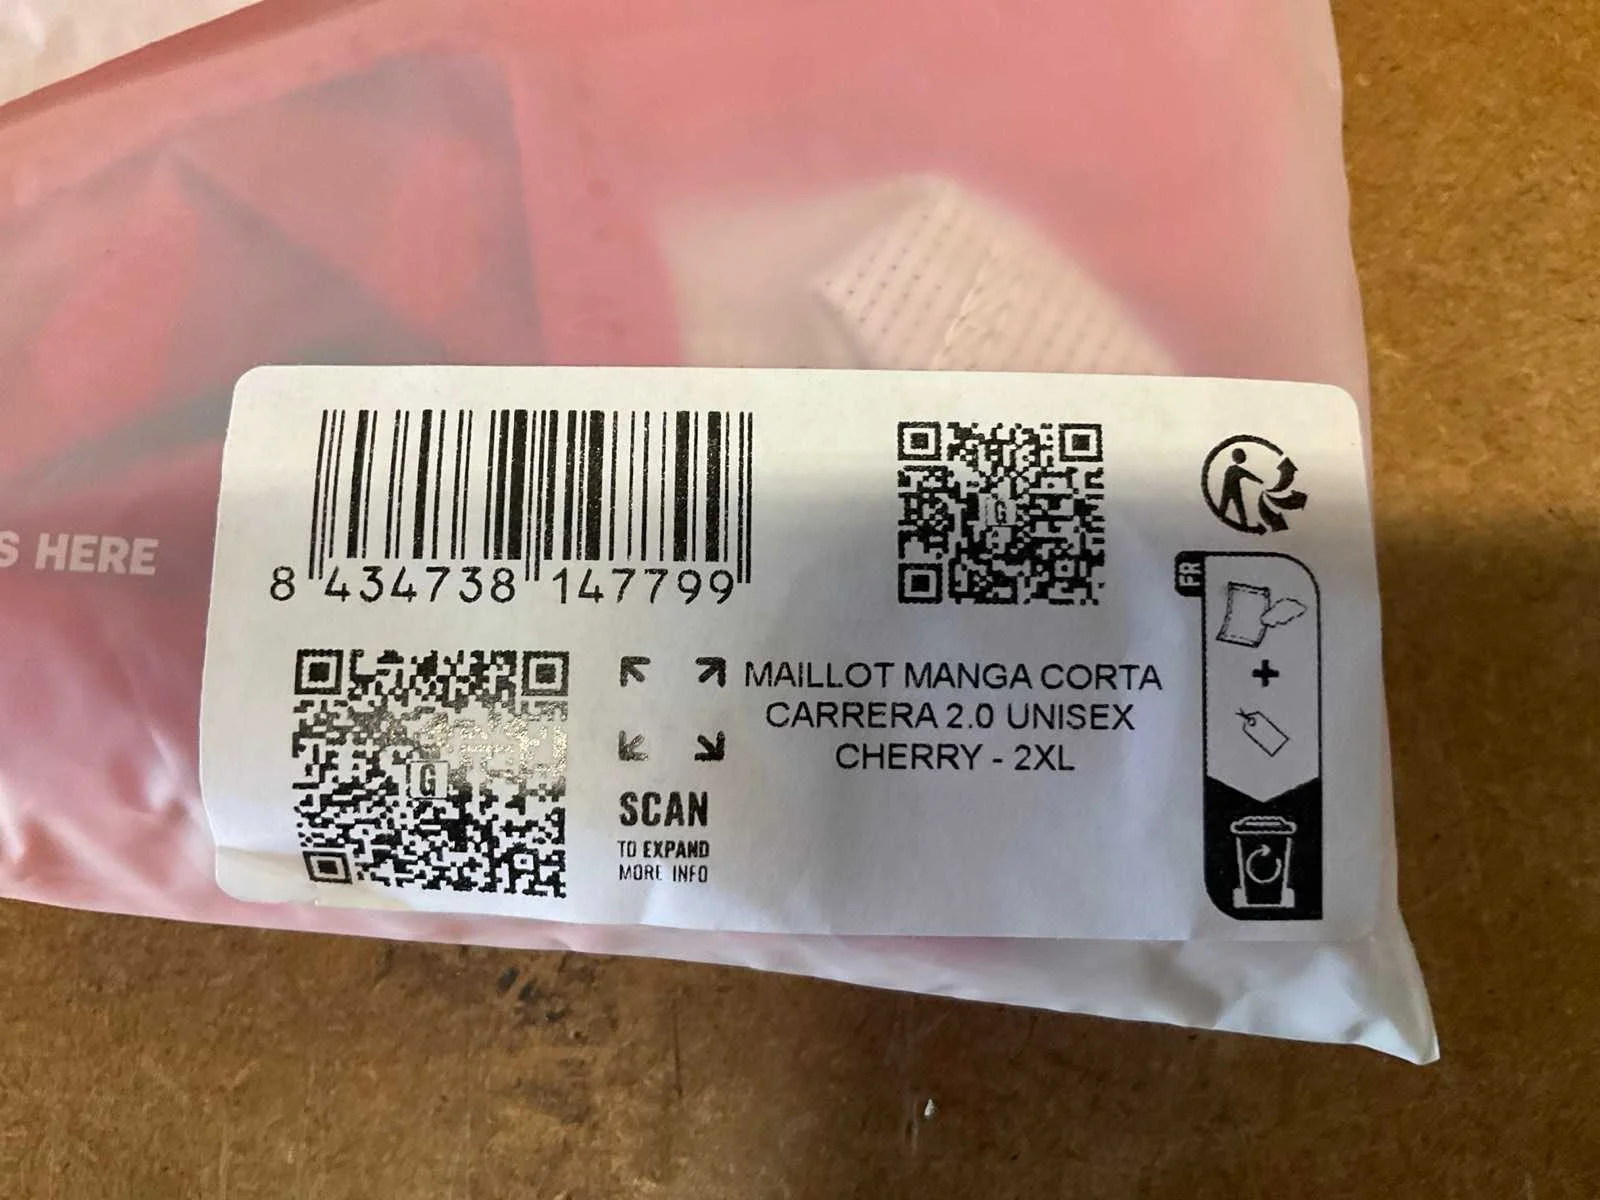 S HERE
8 434738 147799
G
FR
MAILLOT MANGA CORTA
CARRERA 2.0 UNISEX
CHERRY - 2XL
G
SCAN
TO EXPAND
MORE INFO